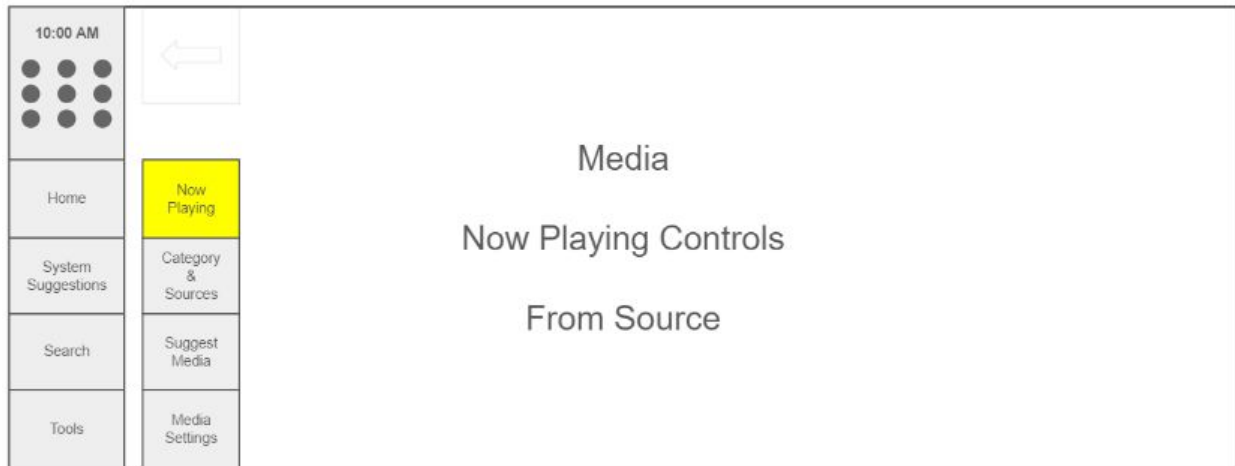 10:00 AM
Home
System
Suggestions
Search
Tools
Now
Playing
Category
&
Sources
Suggest
Media
Media
Settings
Media
Now Playing Controls
From Source